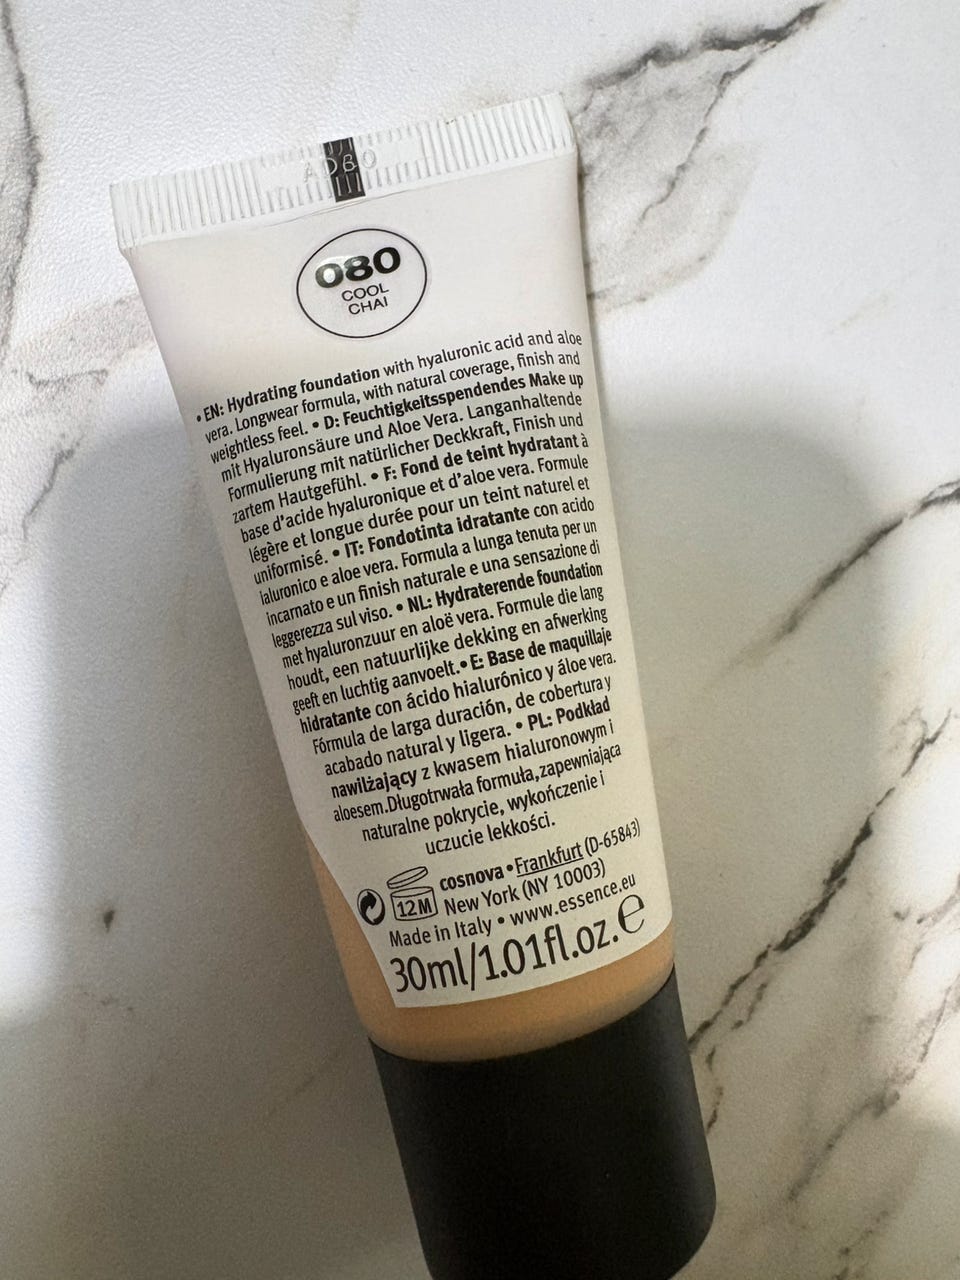 080
COOL
CHAI
• EN: Hydrating foundation with hyaluronic acid and aloe
vera. Longwear formula, with natural coverage, finish and
weightless feel. • D: Feuchtigkeitsspendendes Make up
mit Hyaluronsäure und Aloe Vera. Langanhaltende
Formulierung mit natürlicher Deckkraft, Finish und
zartem Hautgefühl. • F: Fond de teint hydratant à
base d'acide hyaluronique et d'aloe vera. Formule
légère et longue durée pour un teint naturel et
uniformisé. • IT: Fondotinta idratante con acido
ialuronico e aloe vera. Formula a lunga tenuta per un
incarnato e un finish naturale e una sensazione di
leggerezza sul viso. • NL: Hydraterende foundation
met hyaluronzuur en aloë vera. Formule die lang
houdt, een natuurlijke dekking en afwerking
geeft en luchtig aanvoelt.• E: Base de maquillaje
hidratante con ácido hialurónico y áloe vera.
Fórmula de larga duración, de cobertura y
acabado natural y ligera. • PL: Podkład
nawilżający z kwasem hialuronowym i
aloesem.Długotrwała formuła,zapewniająca
naturalne pokrycie, wykończenie i
uczucie lekkości.
12M
cosnova • Frankfurt (D-65843)
New York (NY 10003)
Made in Italy • www.essence.eu
30ml/1.01fl.oz. ℮